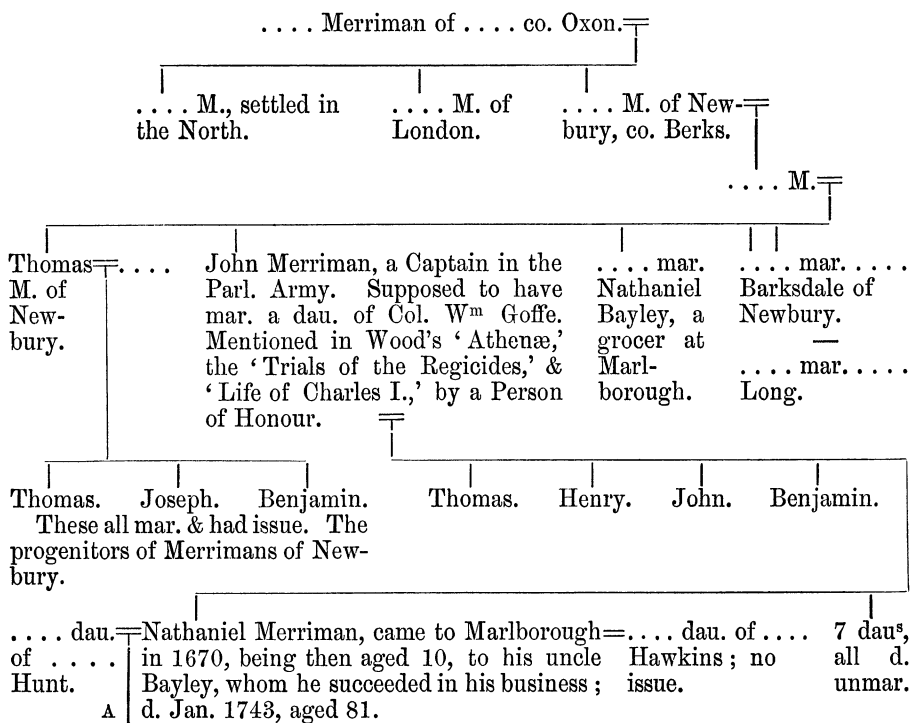 . . . . Merriman of . . . . co. Oxon.
. . . . M., settled in the North.
. . . . M. of London.
. . . . M. of New-
bury, co. Berks.
. . . . M.
Thomas
M. of
New-
bury.
. . . .
John Merriman, a Captain in the
Parl. Army. Supposed to have
mar. a dau. of Col. Wᵐ Goffe.
Mentioned in Wood's ‘ Athenæ,’
the ‘ Trials of the Regicides,’ &
‘ Life of Charles I.,’ by a Person
of Honour.
. . . . mar.
Nathaniel
Bayley, a
grocer at
Marl-
borough.
. . . . mar. . . . .
Barksdale of
Newbury.
—
. . . . mar. . . . .
Long.
Thomas. Joseph. Benjamin.
These all mar. & had issue. The
progenitors of Merrimans of New-
bury.
Thomas. Henry. John. Benjamin.
. . . . dau.
of . . . .
Hunt.
A
Nathaniel Merriman, came to Marlborough
in 1670, being then aged 10, to his uncle
Bayley, whom he succeeded in his business ;
d. Jan. 1743, aged 81.
. . . . dau. of . . . .
Hawkins ; no
issue.
7 dauˢ,
all d.
unmar.